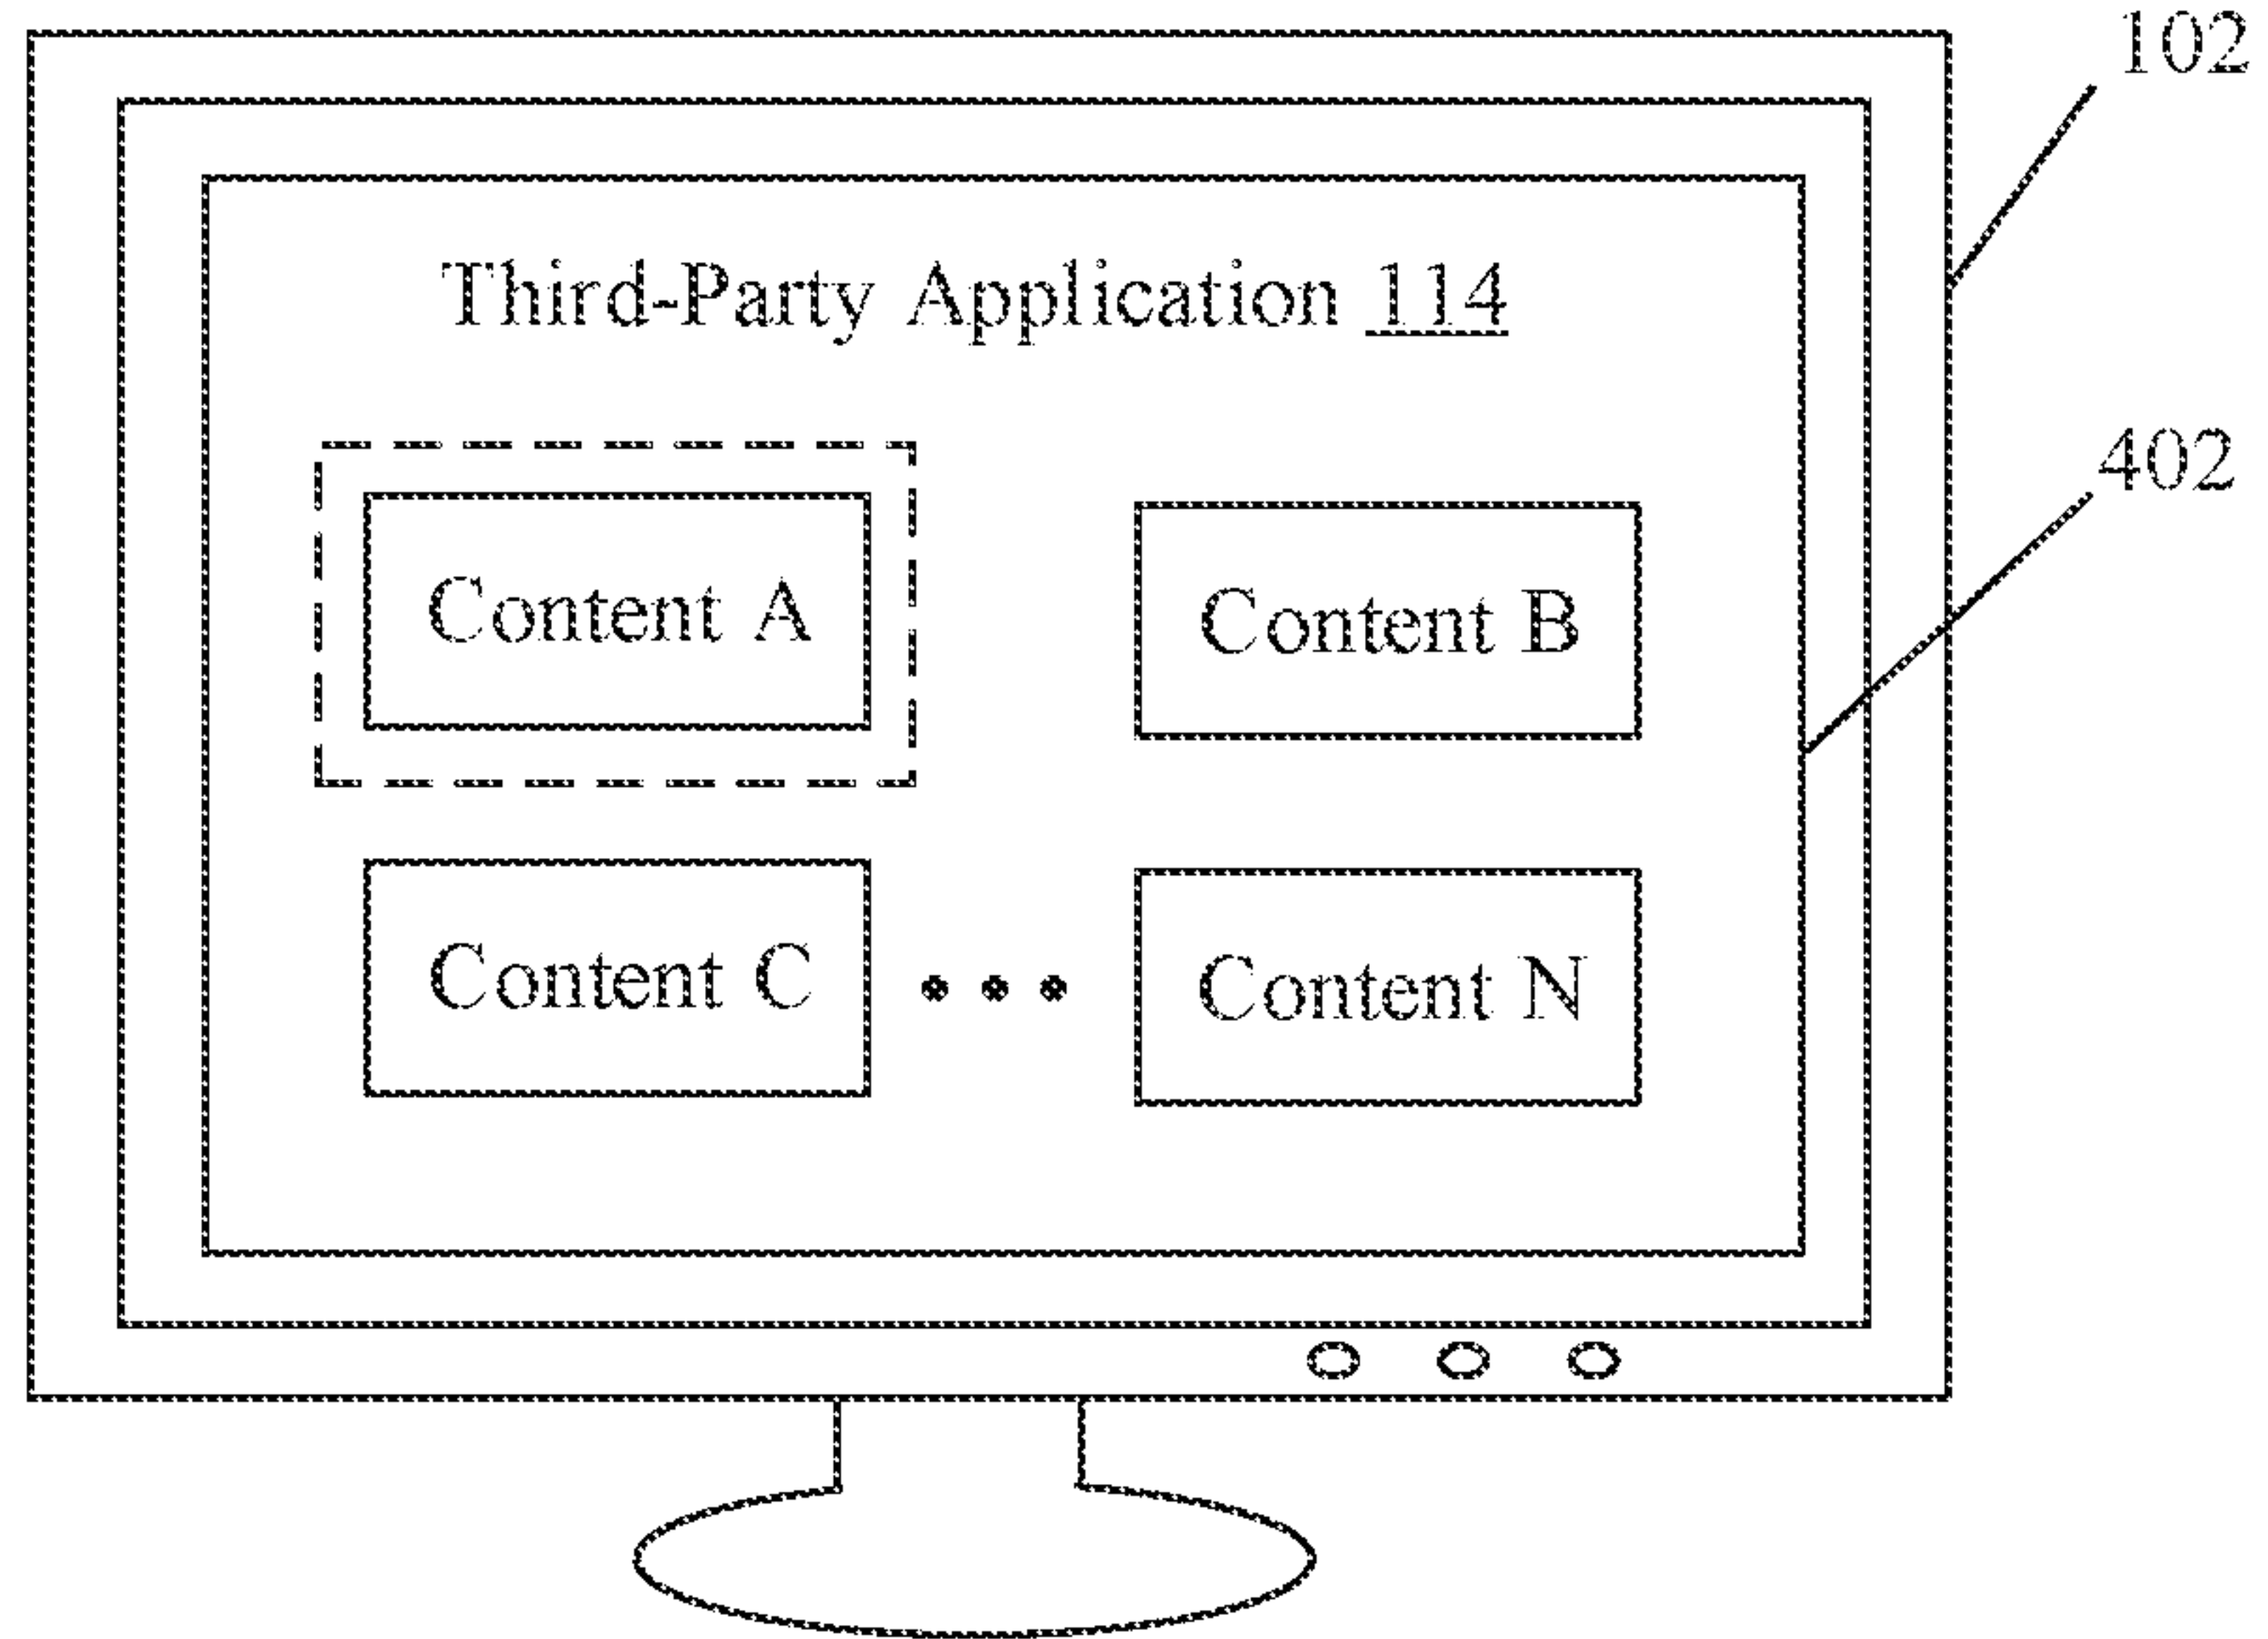 102
Third-Party Application 114
402
Content A
Content B
Content C
Content N